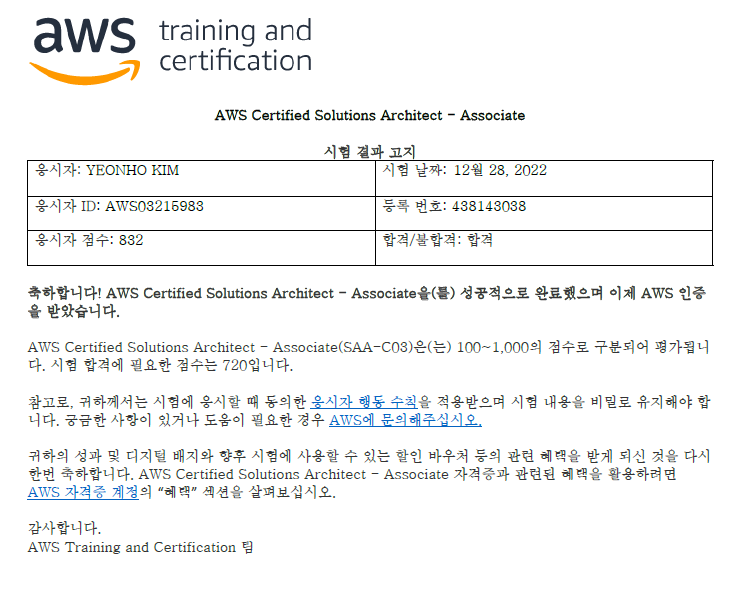 aws training and
certification
AWS Certified Solutions Architect - Associate
시험 결과 고지
응시자: YEONHO KIM
시험 날짜: 12월 28, 2022
응시자 ID: AWS03215983
등록 번호: 438143038
응시자 점수: 832
합격/불합격: 합격
축하합니다! AWS Certified Solutions Architect - Associate을(를) 성공적으로 완료했으며 이제 AWS 인증
을 받았습니다.
AWS Certified Solutions Architect - Associate(SAA-C03)은(는) 100~1,000의 점수로 구분되어 평가됩니
다. 시험 합격에 필요한 점수는 720입니다.
참고로, 귀하께서는 시험에 응시할 때 동의한 응시자 행동 수칙을 적용받으며 시험 내용을 비밀로 유지해야 합
니다. 궁금한 사항이 있거나 도움이 필요한 경우 AWS에 문의해주십시오.
귀하의 성과 및 디지털 배지와 향후 시험에 사용할 수 있는 할인 바우처 등의 관련 혜택을 받게 되신 것을 다시
한번 축하합니다. AWS Certified Solutions Architect - Associate 자격증과 관련된 혜택을 활용하려면
AWS 자격증 계정의 “혜택” 섹션을 살펴보십시오.
감사합니다.
AWS Training and Certification 팀